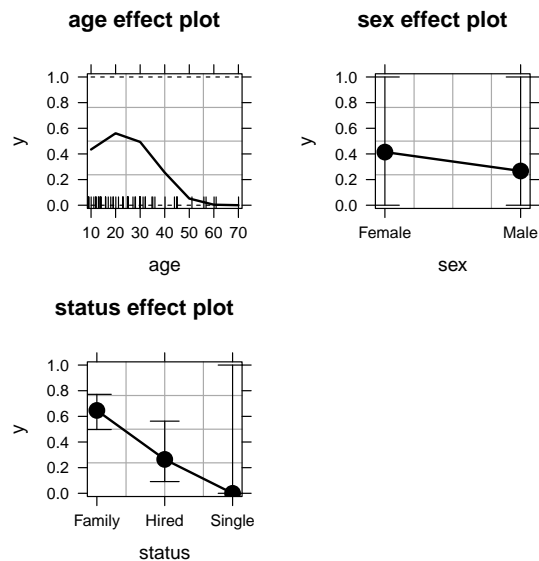 age effect plot
y
1.0
0.8
0.6
0.4
0.2
0.0
10 20 30 40 50 60 70
age
sex effect plot
y
1.0
0.8
0.6
0.4
0.2
0.0
Female Male
sex
status effect plot
y
1.0
0.8
0.6
0.4
0.2
0.0
Family Hired Single
status